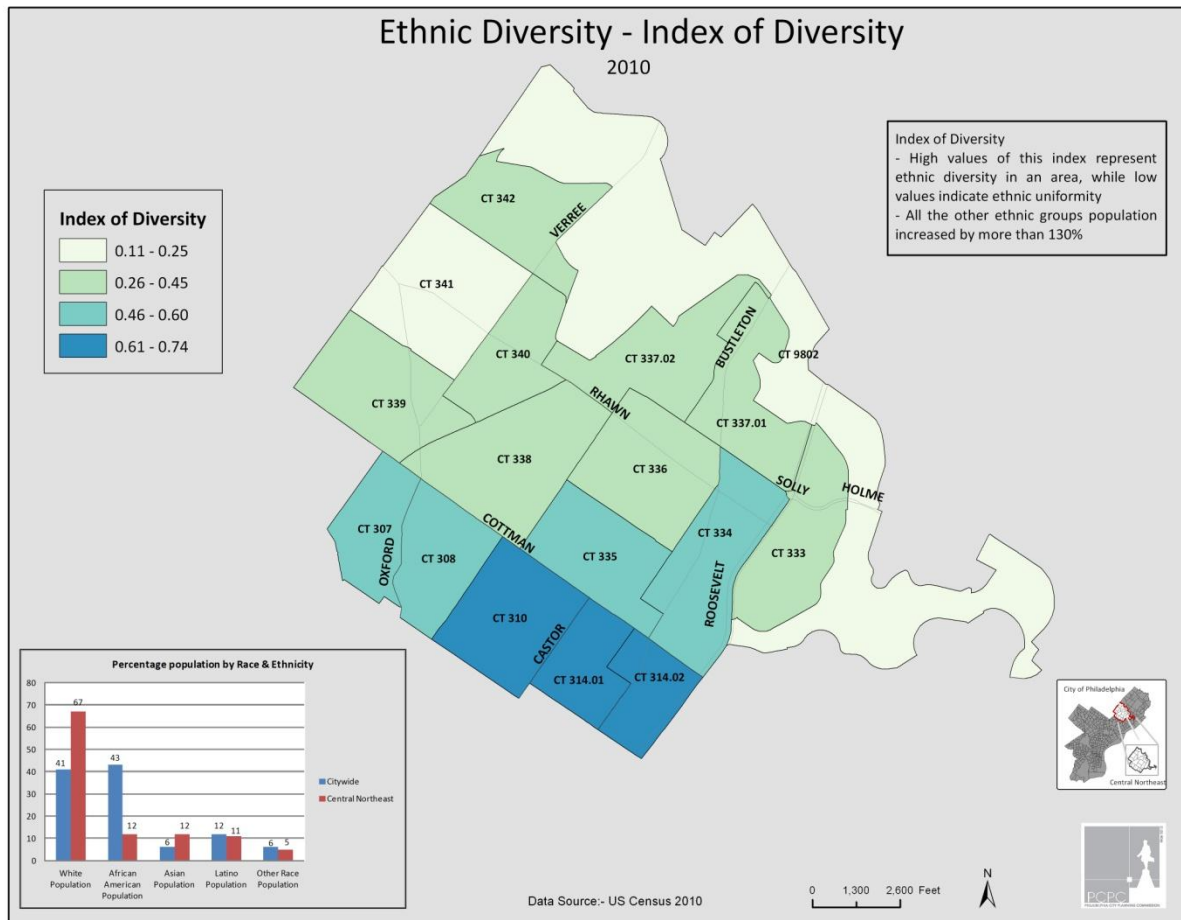 Ethnic Diversity - Index of Diversity
2010
Index of Diversity
- High values of this index represent
ethnic diversity in an area, while low
values indicate ethnic uniformity
- All the other ethnic groups population
increased by more than 130%
Index of Diversity
0.11 - 0.25
0.26 - 0.45
0.46 - 0.60
0.61 - 0.74
CT 342
VERREE
CT 341
CT 340
CT 337.02
BUSTLETON
CT 9802
CT 339
RHAWN
CT 337.01
CT 338
CT 336
SOLLY
HOLME
CT 307
OXFORD
CT 308
COTTMAN
CT 335
CT 334
ROOSEVELT
CT 333
CT 310
CASTOR
CT 314.01
CT 314.02
Percentage population by Race & Ethnicity
80
70
60
50
40
30
20
10
0
41
67
43
12
6
12
12
11
6
5
White
Population
African
American
Population
Asian
Population
Latino
Population
Other Race
Population
Citywide
Central Northeast
Data Source:- US Census 2010
0 1,300 2,600 Feet
N
City of Philadelphia
Central Northeast
PCPC
PHILADELPHIA CITY PLANNING COMMISSION